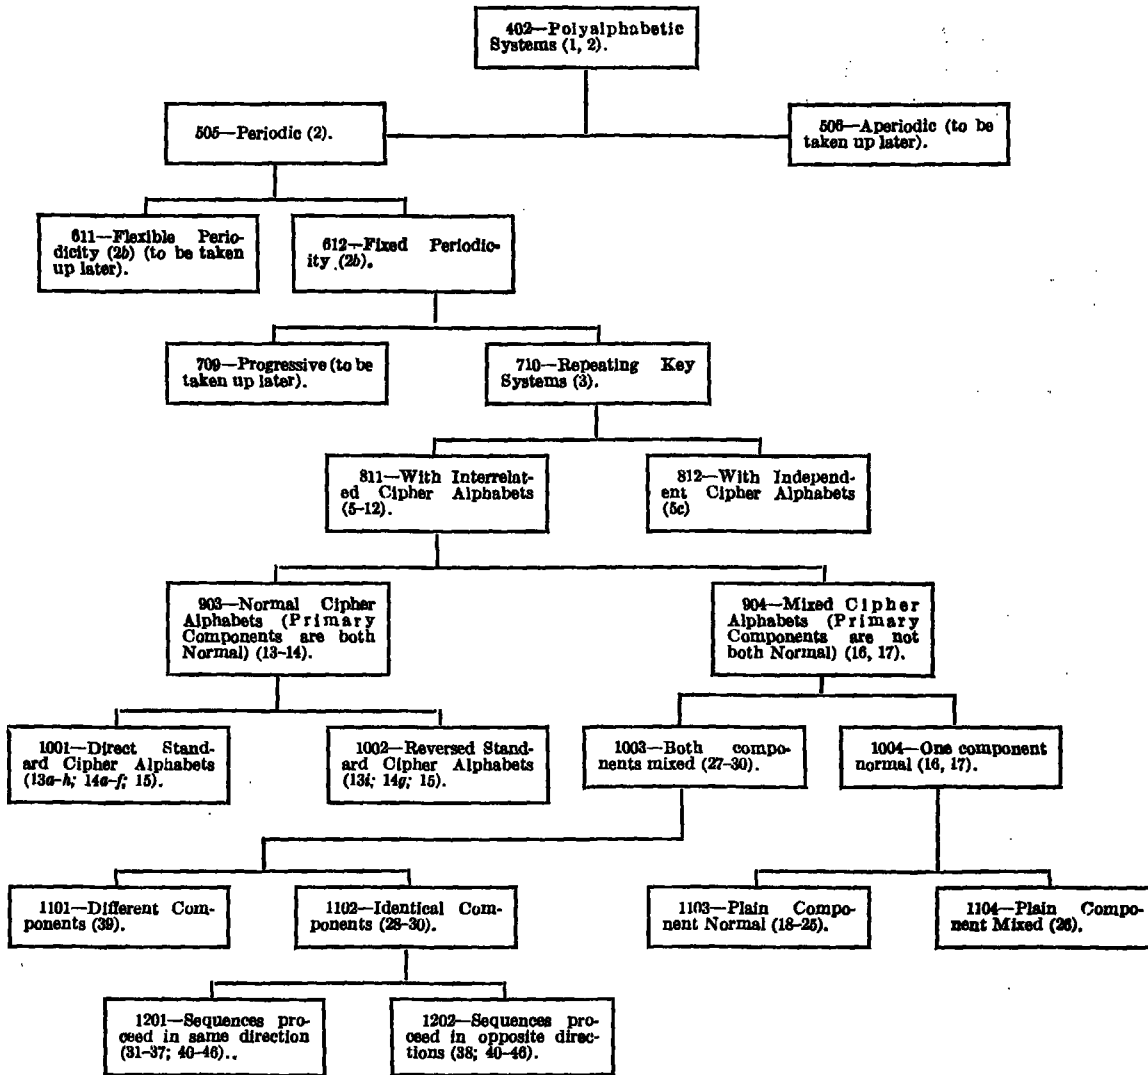 402—Polyalphabetic
Systems (1, 2).
505—Periodic (2).
506—Aperiodic (to be
taken up later).
611—Flexible Perio-
dicity (2b) (to be taken
up later).
612—Fixed Periodic-
ity (2b).
709—Progressive (to be
taken up later).
710—Repeating Key
Systems (3).
811—With Interrelat-
ed Cipher Alphabets
(5-12).
812—With Independ-
ent Cipher Alphabets
(5c)
903—Normal Cipher
Alphabets (Primary
Components are both
Normal) (13-14).
904—Mixed Cipher
Alphabets (Primary
Components are not
both Normal) (16, 17).
1001—Direct Stand-
ard Cipher Alphabets
(13a-h; 14a-f; 15).
1002—Reversed Stand-
ard Cipher Alphabets
(13i; 14g; 15).
1003—Both compo-
nents mixed (27-30).
1004—One component
normal (16, 17).
1101—Different Com-
ponents (39).
1102—Identical Com-
ponents (28-30).
1103—Plain Compo-
nent Normal (18-25).
1104—Plain Compo-
nent Mixed (26).
1201—Sequences pro-
ceed in same direction
(31-37; 40-46)..
1202—Sequences pro-
ceed in opposite direc-
tions (38; 40-46).